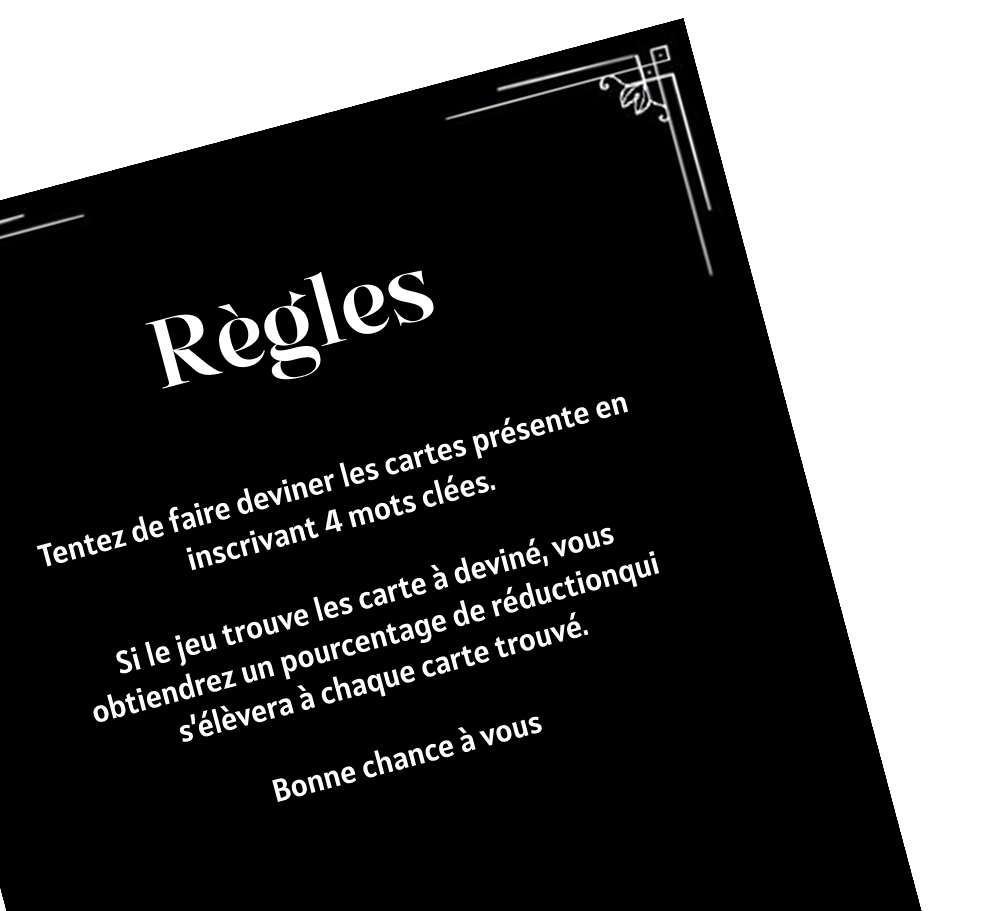 Règles
Tentez de faire deviner les cartes présente en
inscrivant 4 mots clées.
Si le jeu trouve les carte à deviné, vous
obtiendrez un pourcentage de réductionqui
s'élèvera à chaque carte trouvé.
Bonne chance à vous